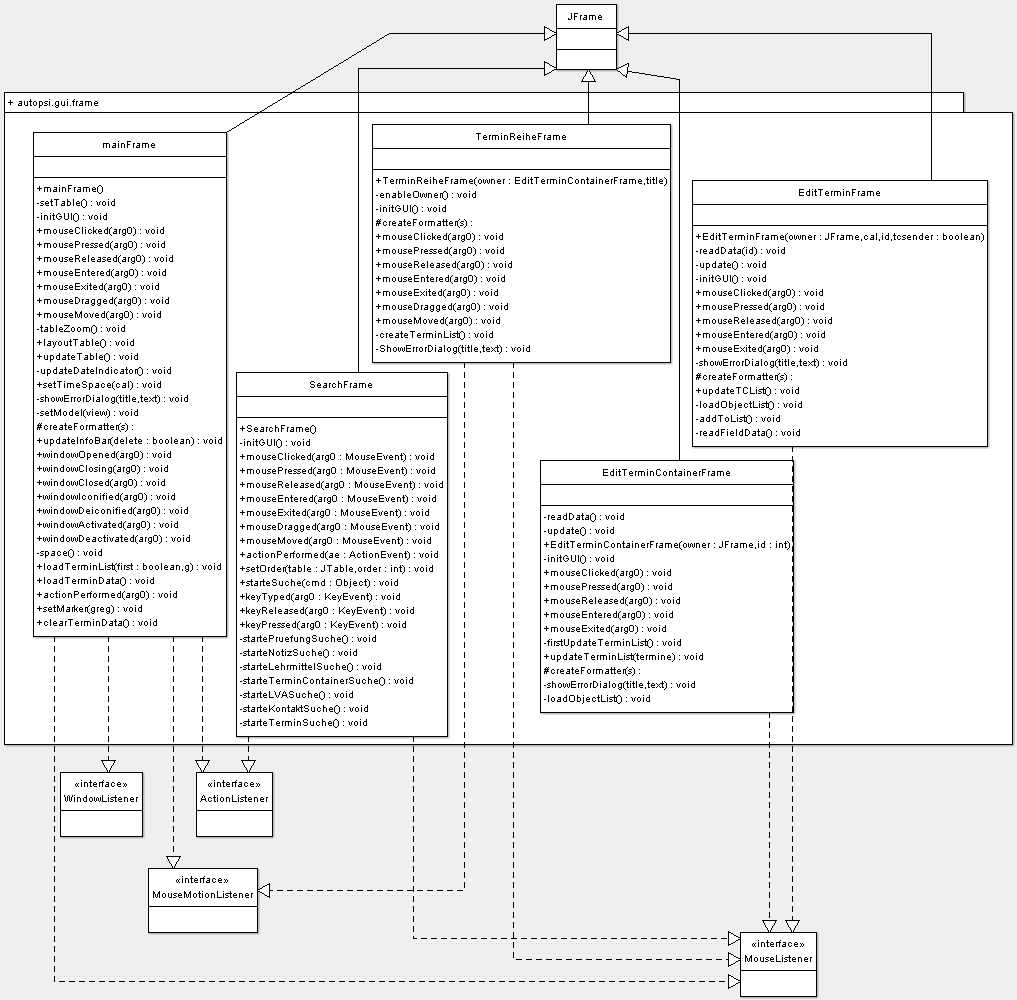 JFrame
+ autopsi.gui.frame
mainFrame
+mainFrame()
-setTable() : void
-initGUI() : void
+mouseClicked(arg0) : void
+mousePressed(arg0) : void
+mouseReleased(arg0) : void
+mouseEntered(arg0) : void
+mouseExited(arg0) : void
+mouseDragged(arg0) : void
+mouseMoved(arg0) : void
-tableZoom() : void
+layoutTable() : void
+updateTable() : void
-updateDateIndicator() : void
+setTimeSpace(cal) : void
-showErrorDialog(title,text) : void
-setModel(view) : void
#createFormatter(s) :
+updateInfoBar(delete : boolean) : void
+windowOpened(arg0) : void
+windowClosing(arg0) : void
+windowClosed(arg0) : void
+windowIconified(arg0) : void
+windowDeiconified(arg0) : void
+windowActivated(arg0) : void
+windowDeactivated(arg0) : void
-space() : void
+loadTerminList(first : boolean,g) : void
+loadTerminData() : void
+actionPerformed(arg0) : void
+setMarker(greg) : void
+clearTerminData() : void
TerminReiheFrame
+TerminReiheFrame(owner : EditTerminContainerFrame,title)
-enableOwner() : void
-initGUI() : void
#createFormatter(s) :
+mouseClicked(arg0) : void
+mousePressed(arg0) : void
+mouseReleased(arg0) : void
+mouseEntered(arg0) : void
+mouseExited(arg0) : void
+mouseDragged(arg0) : void
+mouseMoved(arg0) : void
-createTerminList() : void
-ShowErrorDialog(title,text) : void
EditTerminFrame
+EditTerminFrame(owner : JFrame,cal,id,tcsender : boolean)
-readData(id) : void
-update() : void
-initGUI() : void
+mouseClicked(arg0) : void
+mousePressed(arg0) : void
+mouseReleased(arg0) : void
+mouseEntered(arg0) : void
+mouseExited(arg0) : void
-showErrorDialog(title,text) : void
#createFormatter(s) :
+updateTCList() : void
-loadObjectList() : void
-addToList() : void
-readFieldData() : void
SearchFrame
+SearchFrame()
-initGUI() : void
+mouseClicked(arg0 : MouseEvent) : void
+mousePressed(arg0 : MouseEvent) : void
+mouseReleased(arg0 : MouseEvent) : void
+mouseEntered(arg0 : MouseEvent) : void
+mouseExited(arg0 : MouseEvent) : void
+mouseDragged(arg0 : MouseEvent) : void
+mouseMoved(arg0 : MouseEvent) : void
+actionPerformed(ae : ActionEvent) : void
+setOrder(table : JTable,order : int) : void
+starteSuche(cmd : Object) : void
+keyTyped(arg0 : KeyEvent) : void
+keyReleased(arg0 : KeyEvent) : void
+keyPressed(arg0 : KeyEvent) : void
-startePruefungSuche() : void
-starteNotizSuche() : void
-starteLehrmittelSuche() : void
-starteTerminContainerSuche() : void
-starteLVASuche() : void
-starteKontaktSuche() : void
-starteTerminSuche() : void
EditTerminContainerFrame
-readData() : void
-update() : void
+EditTerminContainerFrame(owner : JFrame,id : int)
-initGUI() : void
+mouseClicked(arg0) : void
+mousePressed(arg0) : void
+mouseReleased(arg0) : void
+mouseEntered(arg0) : void
+mouseExited(arg0) : void
-firstUpdateTerminList() : void
+updateTerminList(termine) : void
#createFormatter(s) :
-showErrorDialog(title,text) : void
-loadObjectList() : void
«interface»
WindowListener
«interface»
ActionListener
«interface»
MouseMotionListener
«interface»
MouseListener